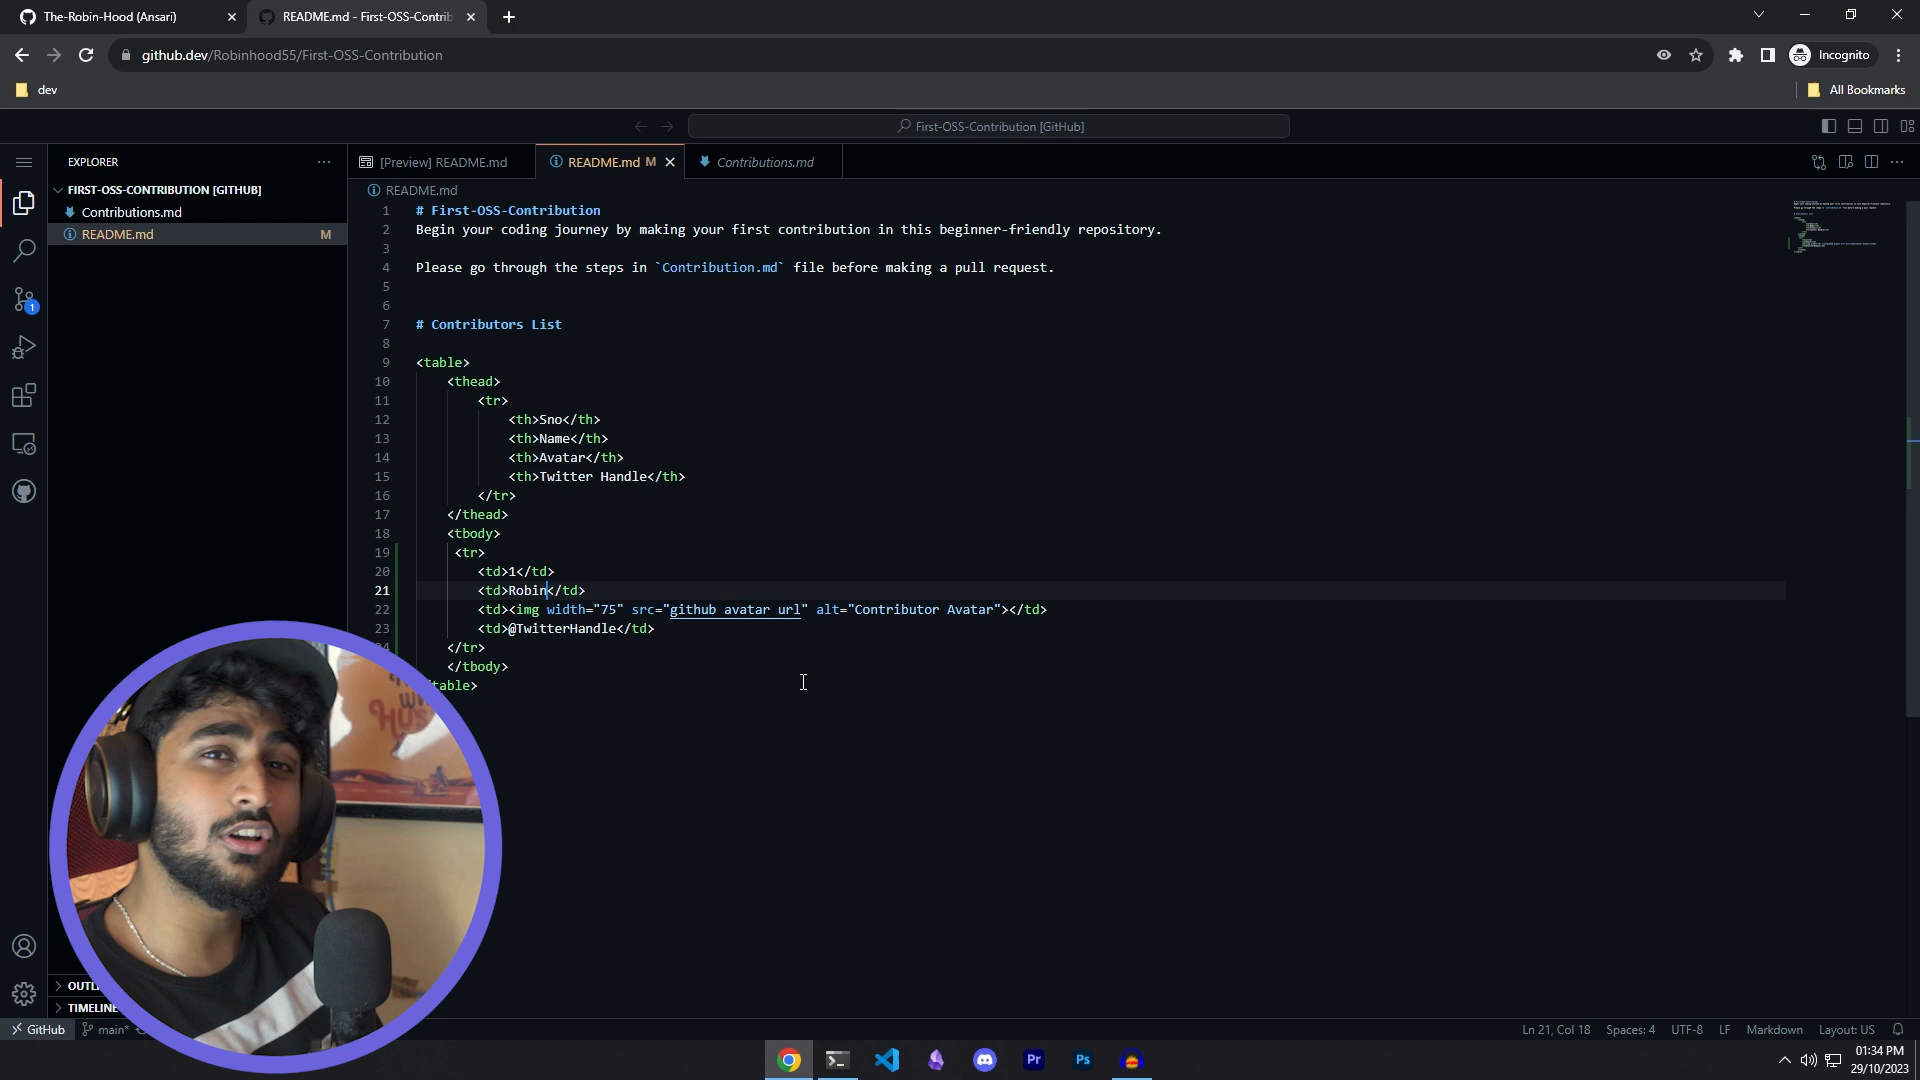 The-Robin-Hood (Ansari)
README.md - First-OSS-Contrib
github.dev/Robinhood55/First-OSS-Contribution
Incognito
dev
All Bookmarks
First-OSS-Contribution [GitHub]
EXPLORER
FIRST-OSS-CONTRIBUTION [GITHUB]
Contributions.md
README.md M
1
[Preview] README.md
README.md M
Contributions.md
README.md
1 # First-OSS-Contribution
2 Begin your coding journey by making your first contribution in this beginner-friendly repository.
3
4 Please go through the steps in `Contribution.md` file before making a pull request.
5
6
7 # Contributors List
8
9 <table>
10 <thead>
11 <tr>
12 <th>Sno</th>
13 <th>Name</th>
14 <th>Avatar</th>
15 <th>Twitter Handle</th>
16 </tr>
17 </thead>
18 <tbody>
19 <tr>
20 <td>1</td>
21 <td>Robin</td>
22 <td><img width="75" src="github avatar url" alt="Contributor Avatar"></td>
23 <td>@TwitterHandle</td>
24 </tr>
</tbody>
table>
TIMELINE
GitHub
main*
Ln 21, Col 18
Spaces: 4
UTF-8
LF
Markdown
Layout: US
Pr
Ps
01:34 PM
29/10/2023